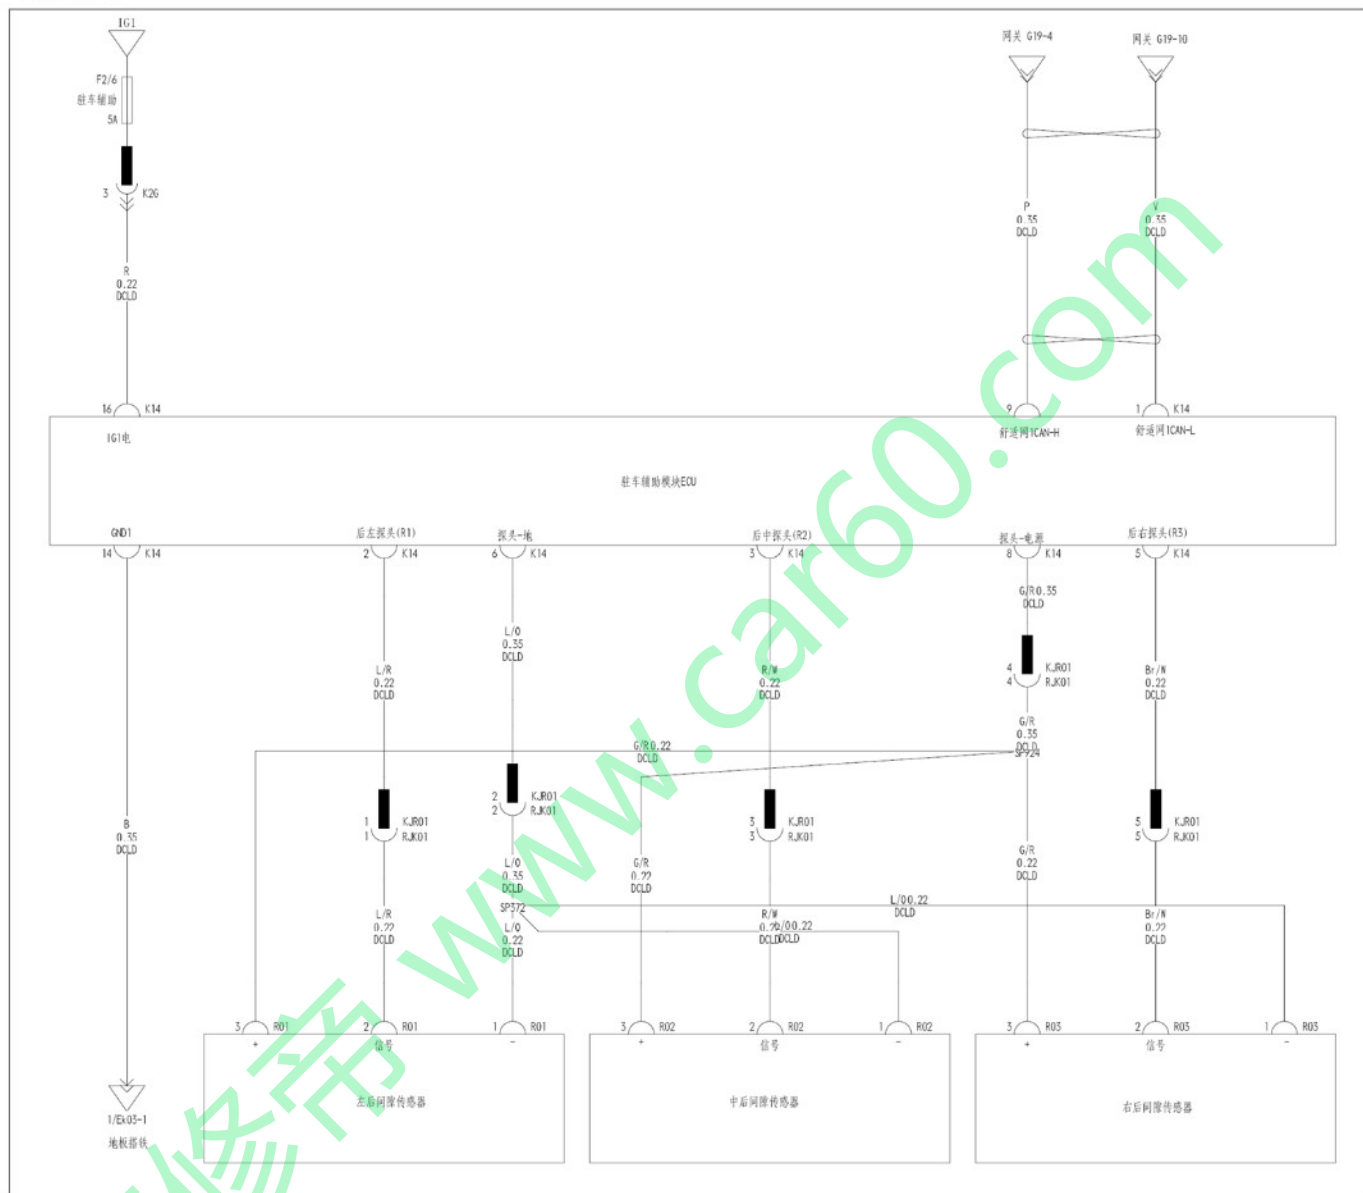 IG1
网关 G19-4
网关 G19-10
F2/6
驻车辅助
5A
3 K2G
R
0.22
DCLD
P
0.35
DCLD
V
0.35
DCLD
16 K14
9
1 K14
IG1电
舒适网1CAN-H
舒适网1CAN-L
驻车辅助模块ECU
GND1
后左探头(R1)
探头-地
后中探头(R2)
探头-电源
后右探头(R3)
14 K14
2 K14
6 K14
3 K14
8 K14
5 K14
G/R 0.35
DCLD
L/O
0.35
DCLD
L/R
0.22
DCLD
R/W
0.22
DCLD
4 KJR01
4 RJK01
Br/W
0.22
DCLD
G/R
0.35
DCLD
SP924
G/R 0.22
DCLD
2 KJR01
2 RJK01
1 KJR01
1 RJK01
3 KJR01
3 RJK01
5 KJR01
5 RJK01
B
0.35
DCLD
L/O
0.35
DCLD
G/R
0.22
DCLD
G/R
0.22
DCLD
SP372
L/O 0.22
DCLD
L/R
0.22
DCLD
L/O
0.22
DCLD
R/W
0.22
DCLD
L/O 0.22
DCLD
Br/W
0.22
DCLD
3 R01
2 R01
1 R01
3 R02
2 R02
1 R02
3 R03
2 R03
1 R03
+
信号
-
+
信号
-
+
信号
-
左后间隙传感器
中后间隙传感器
右后间隙传感器
1/Ek03-1
地板搭铁
修帝 www.car60.com